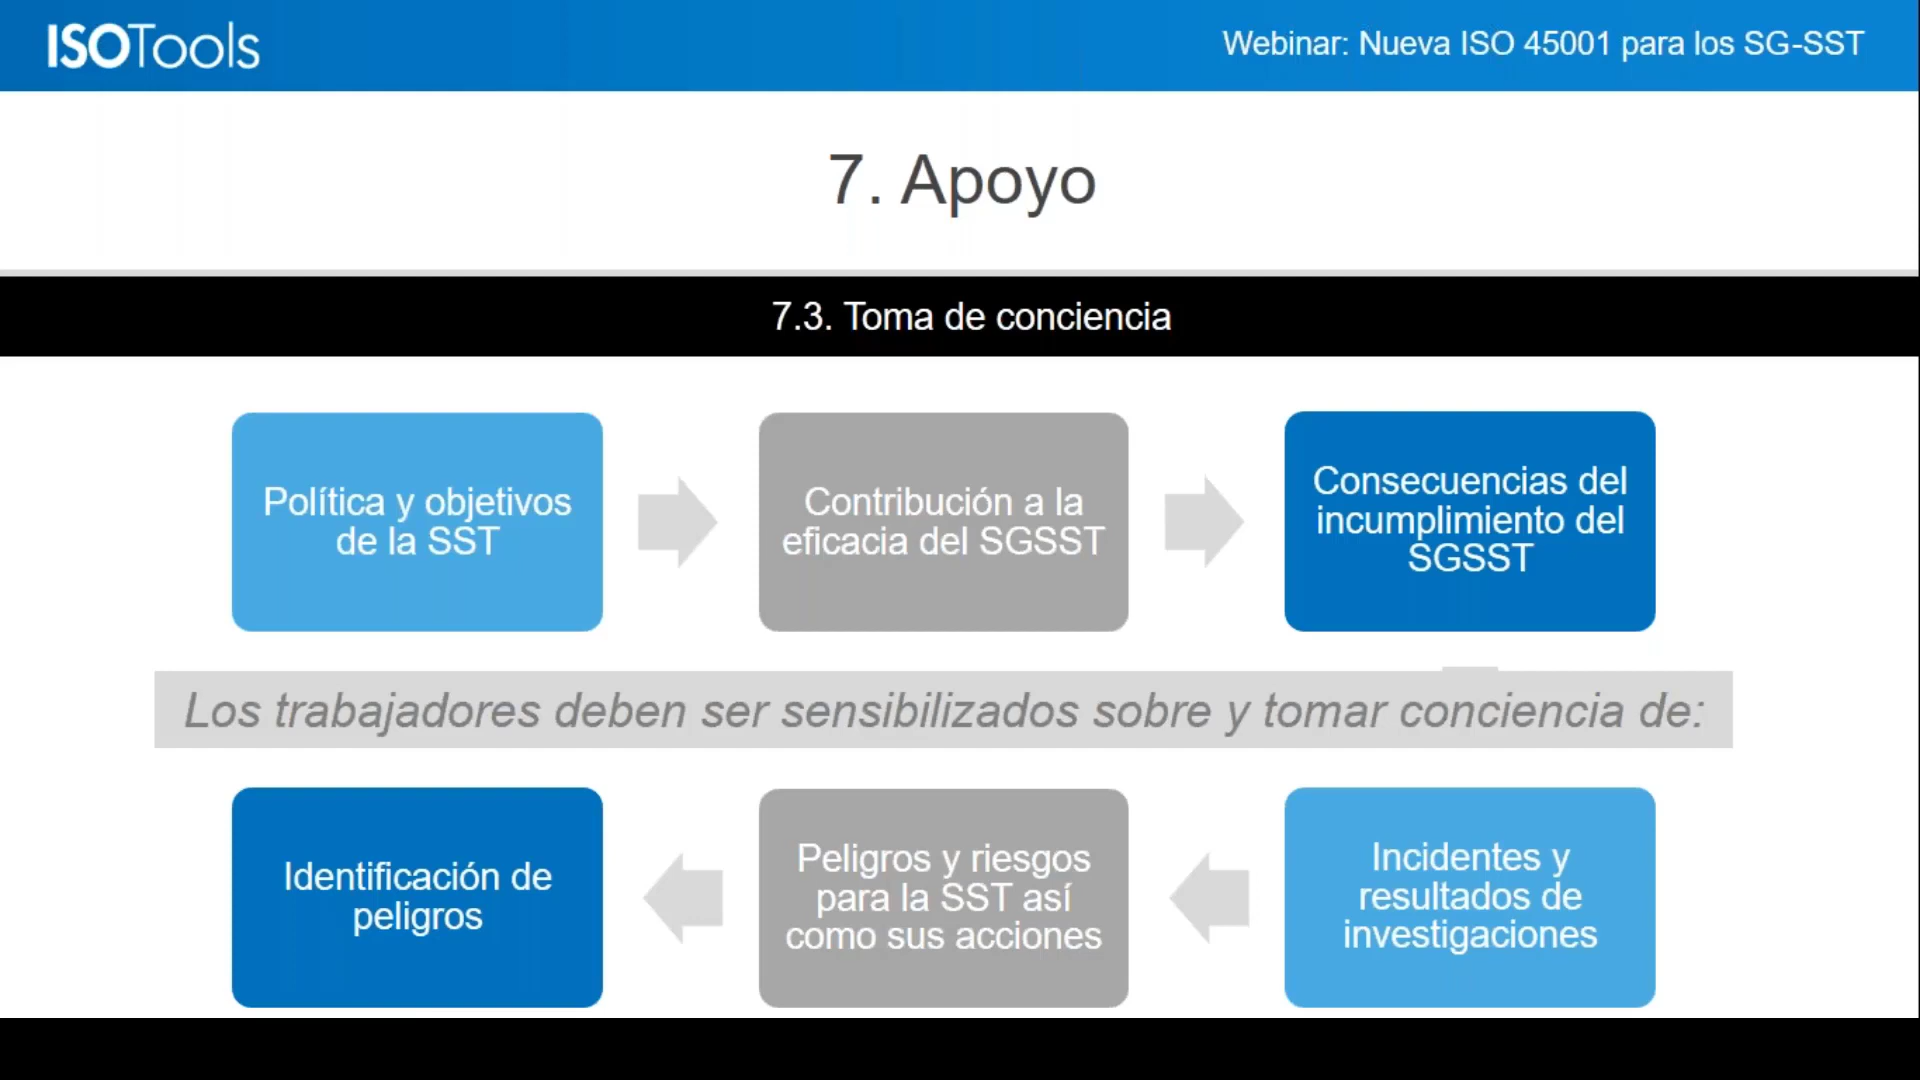 ISOTools
Webinar: Nueva ISO 45001 para los SG-SST
7. Apoyo
7.3. Toma de conciencia
Política y objetivos
de la SST
Contribución a la
eficacia del SGSST
Consecuencias del
incumplimiento del
SGSST
Los trabajadores deben ser sensibilizados sobre y tomar conciencia de:
Identificación de
peligros
Peligros y riesgos
para la SST así
como sus acciones
Incidentes y
resultados de
investigaciones